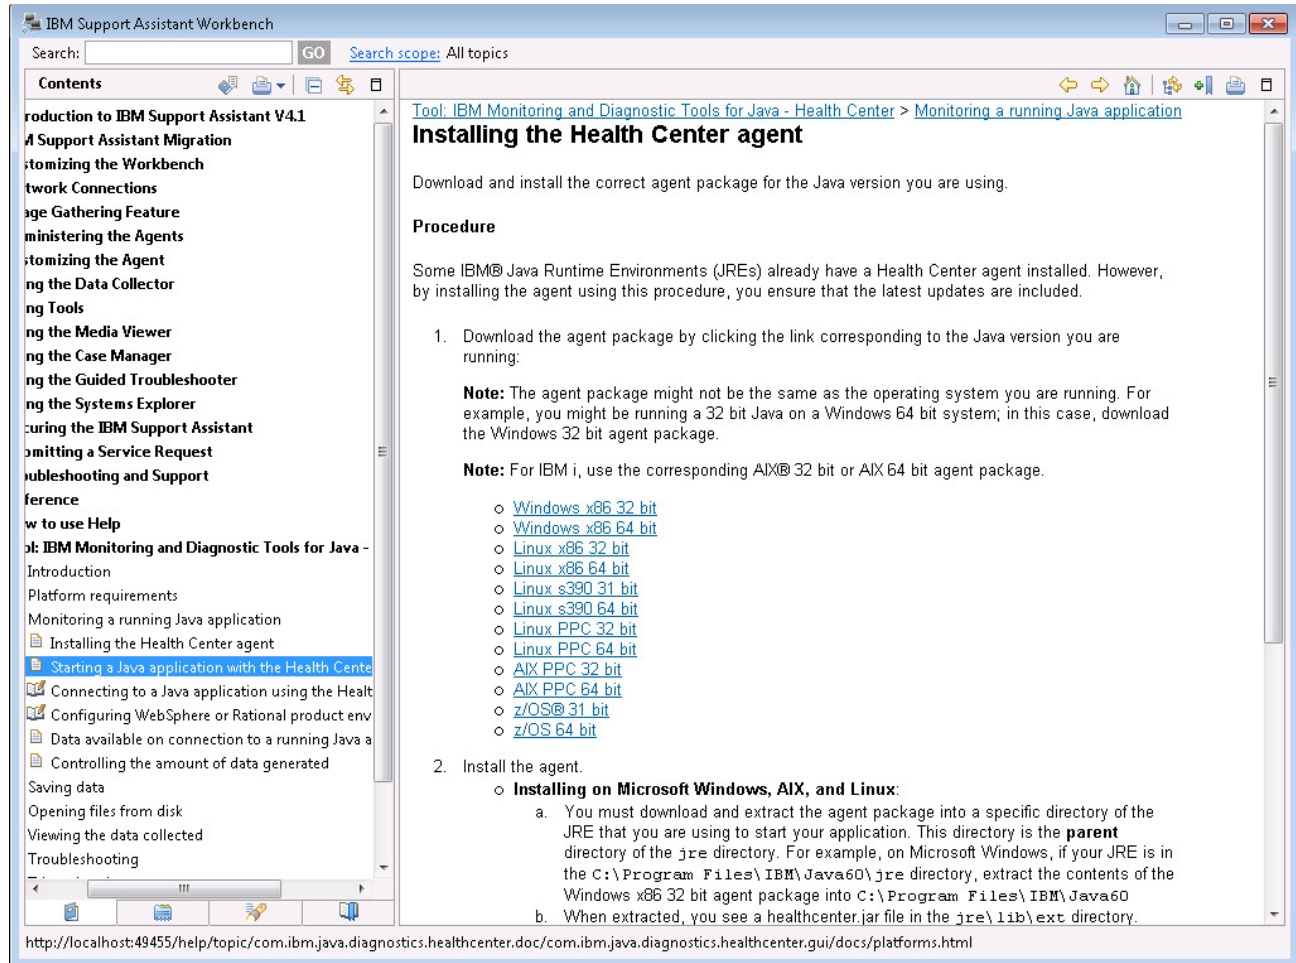 IBM Support Assistant Workbench
Search: GO Search scope: All topics
Contents
roduction to IBM Support Assistant V4.1
M Support Assistant Migration
stomizing the Workbench
twork Connections
age Gathering Feature
ministering the Agents
stomizing the Agent
ng the Data Collector
ng Tools
ng the Media Viewer
ng the Case Manager
ng the Guided Troubleshooter
ng the Systems Explorer
curing the IBM Support Assistant
omitting a Service Request
oubleshooting and Support
ference
w to use Help
ol: IBM Monitoring and Diagnostic Tools for Java -
Introduction
Platform requirements
Monitoring a running Java application
Installing the Health Center agent
Starting a Java application with the Health Cente
Connecting to a Java application using the Healt
Configuring WebSphere or Rational product env
Data available on connection to a running Java a
Controlling the amount of data generated
Saving data
Opening files from disk
Viewing the data collected
Troubleshooting
Tool: IBM Monitoring and Diagnostic Tools for Java - Health Center > Monitoring a running Java application
Installing the Health Center agent
Download and install the correct agent package for the Java version you are using.
Procedure
Some IBM® Java Runtime Environments (JREs) already have a Health Center agent installed. However,
by installing the agent using this procedure, you ensure that the latest updates are included.
1. Download the agent package by clicking the link corresponding to the Java version you are
running:
Note: The agent package might not be the same as the operating system you are running. For
example, you might be running a 32 bit Java on a Windows 64 bit system; in this case, download
the Windows 32 bit agent package.
Note: For IBM i, use the corresponding AIX® 32 bit or AIX 64 bit agent package.
Windows x86 32 bit
Windows x86 64 bit
Linux x86 32 bit
Linux x86 64 bit
Linux s390 31 bit
Linux s390 64 bit
Linux PPC 32 bit
Linux PPC 64 bit
AIX PPC 32 bit
AIX PPC 64 bit
z/OS® 31 bit
z/OS 64 bit
2. Install the agent.
Installing on Microsoft Windows, AIX, and Linux:
a. You must download and extract the agent package into a specific directory of the
JRE that you are using to start your application. This directory is the parent
directory of the jre directory. For example, on Microsoft Windows, if your JRE is in
the C:\Program Files\IBM\Java60\jre directory, extract the contents of the
Windows x86 32 bit agent package into C:\Program Files\IBM\Java60
b. When extracted, you see a healthcenter.jar file in the jre\lib\ext directory.
http://localhost:49455/help/topic/com.ibm.java.diagnostics.healthcenter.doc/com.ibm.java.diagnostics.healthcenter.gui/docs/platforms.html